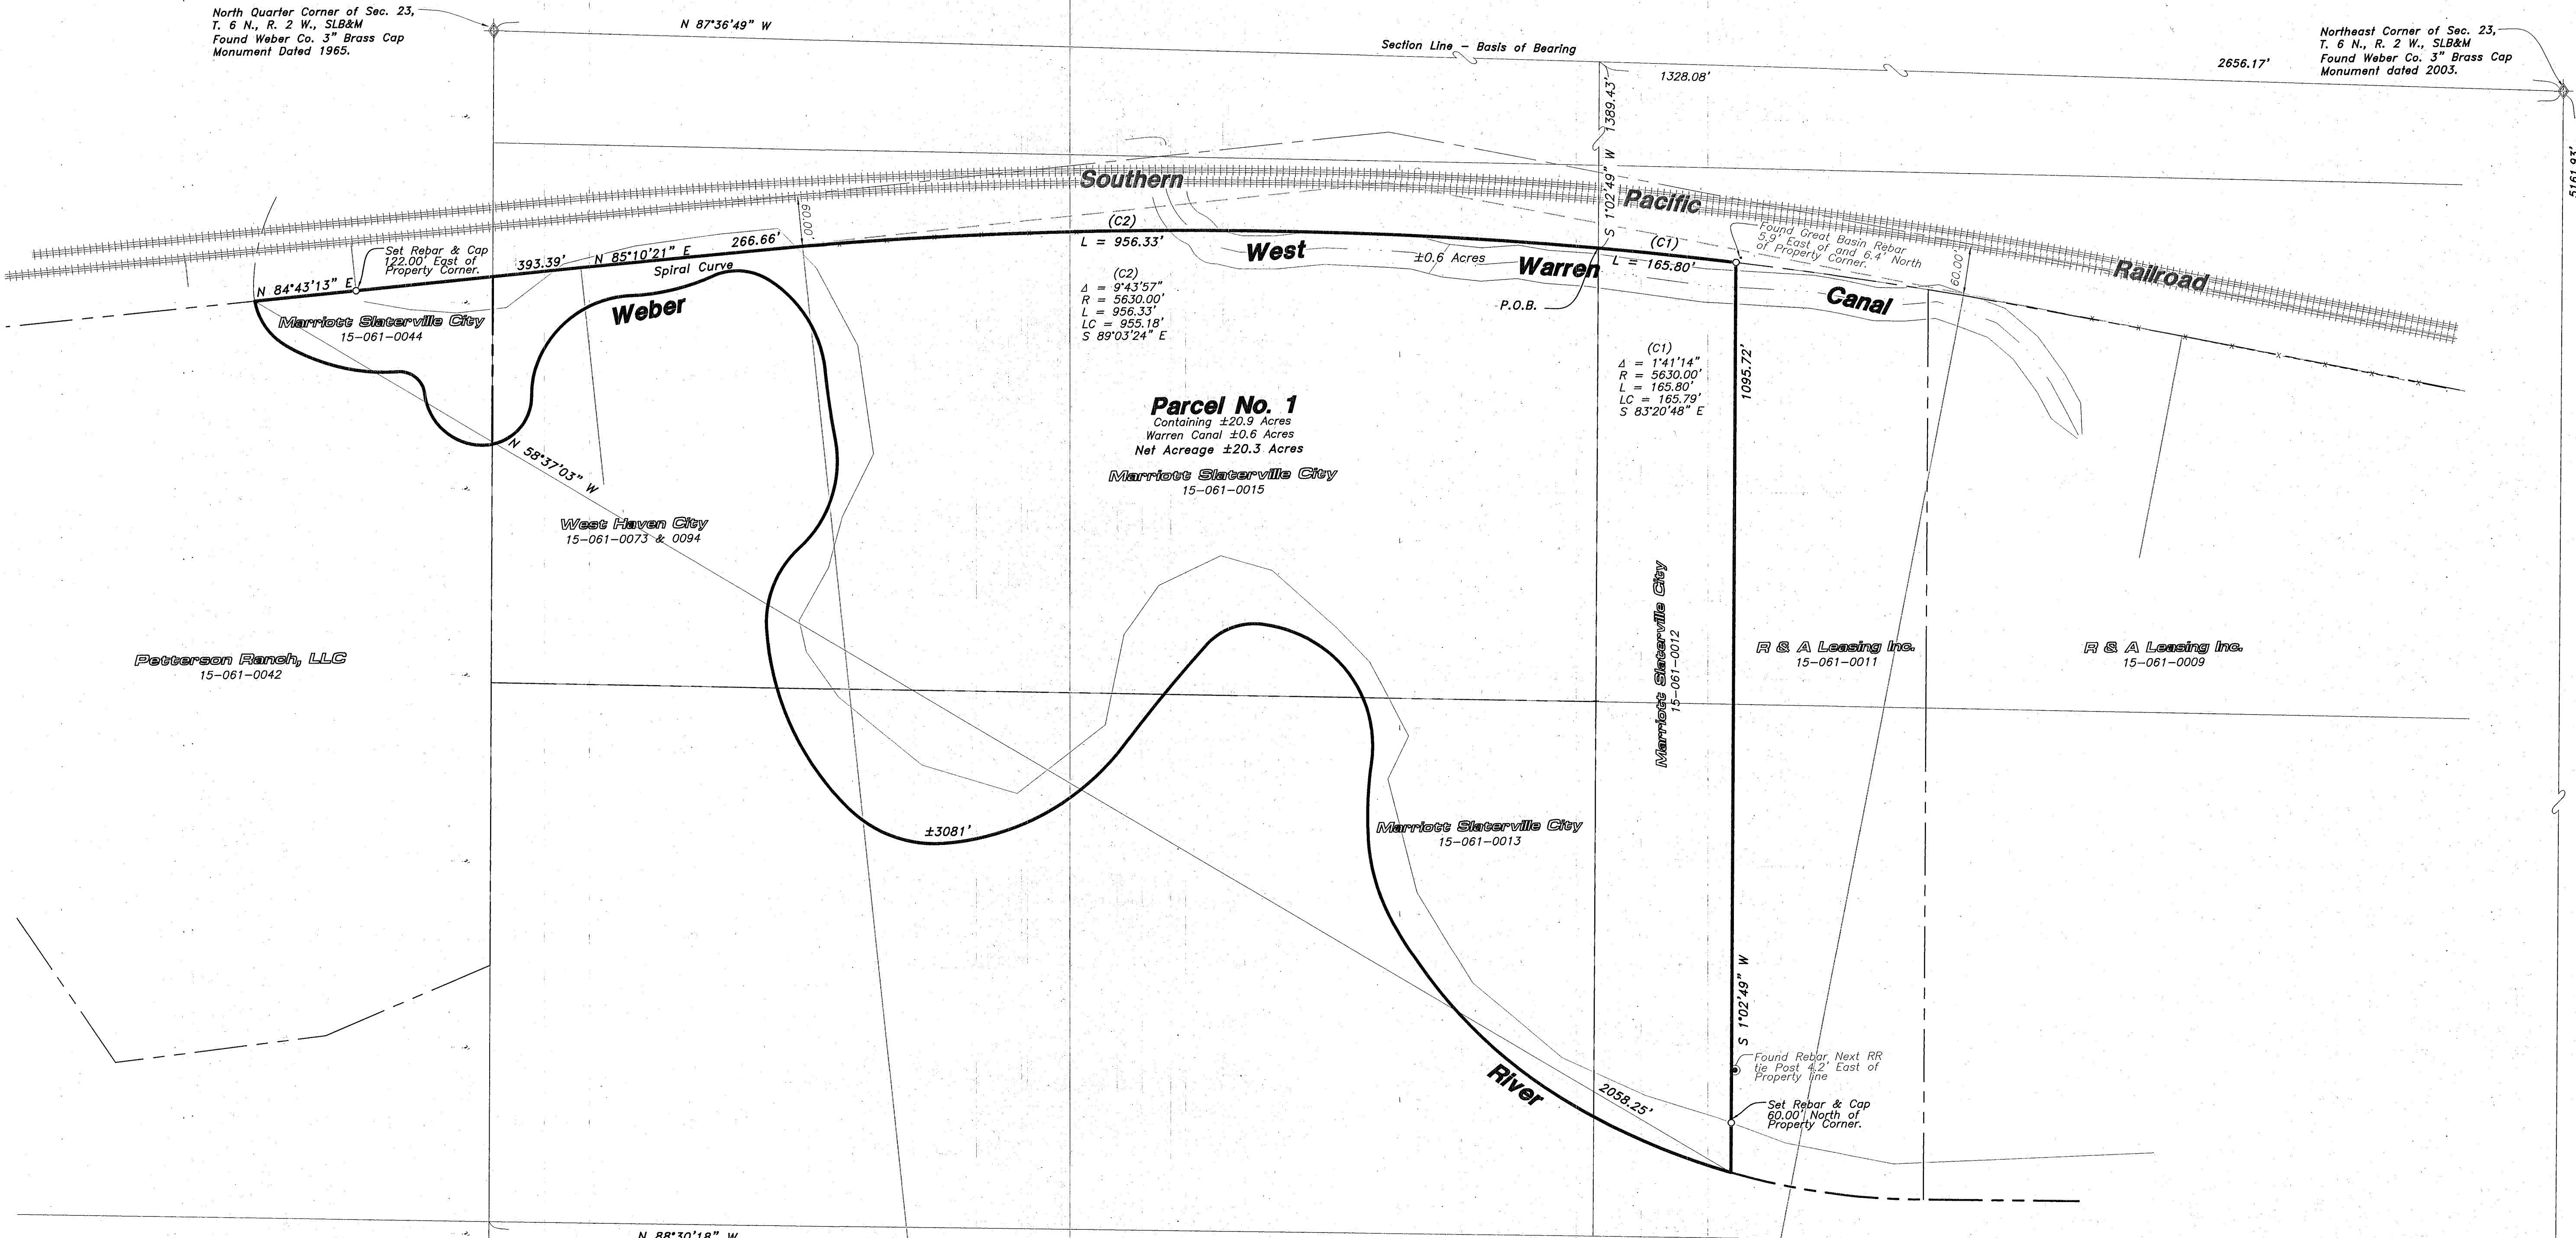 North Quarter Corner of Sec. 23,
T. 6 N., R. 2 W., SLB&M
Found Weber Co. 3" Brass Cap
Monument Dated 1965.
N 87°36'49" W
Section Line - Basis of Bearing
1328.08'
2656.17'
Northeast Corner of Sec. 23,
T. 6 N., R. 2 W., SLB&M
Found Weber Co. 3" Brass Cap
Monument dated 2003.
5161.93'
S 1°02'49" W 1389.43'
Southern
Pacific
Railroad
60.00'
Set Rebar & Cap
122.00' East of
Property Corner.
N 84°43'13" E
393.39'
N 85°10'21" E
266.66'
Spiral Curve
(C2)
L = 956.33'
(C2)
Δ = 9°43'57"
R = 5630.00'
L = 956.33'
LC = 955.18'
S 89°03'24" E
West
Warren
Canal
±0.6 Acres
P.O.B.
(C1)
L = 165.80'
Found Great Basin Rebar
5.9' East of and 6.4' North
of Property Corner.
60.00'
(C1)
Δ = 1°41'14"
R = 5630.00'
L = 165.80'
LC = 165.79'
S 83°20'48" E
1095.72'
Marriott Slaterville City
15-061-0044
Weber
N 58°37'03" W
Parcel No. 1
Containing ±20.9 Acres
Warren Canal ±0.6 Acres
Net Acreage ±20.3 Acres
Marriott Slaterville City
15-061-0015
West Haven City
15-061-0073 & 0094
Petterson Ranch, LLC
15-061-0042
Marriott Slaterville City
15-061-0012
R & A Leasing Inc.
15-061-0011
R & A Leasing Inc.
15-061-0009
±3081'
Marriott Slaterville City
15-061-0013
S 1°02'49" W
Found Rebar Next RR
tie Post 4.2' East of
Property line
Set Rebar & Cap
60.00' North of
Property Corner.
River
2058.25'
N 88°30'18" W